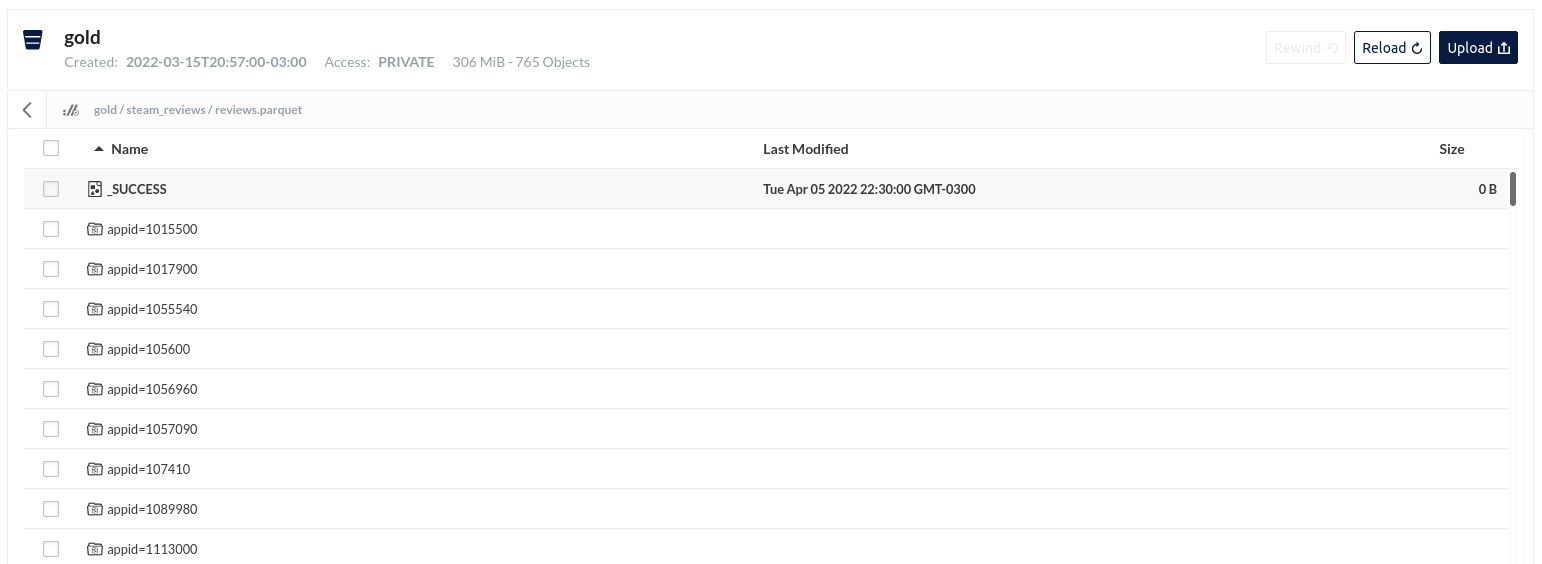 gold
Created: 2022-03-15T20:57:00-03:00 Access: PRIVATE 306 MiB - 765 Objects
Rewind Reload Upload
gold / steam_reviews / reviews.parquet
Name Last Modified Size
_SUCCESS Tue Apr 05 2022 22:30:00 GMT-0300 0 B
appid=1015500
appid=1017900
appid=1055540
appid=105600
appid=1056960
appid=1057090
appid=107410
appid=1089980
appid=1113000